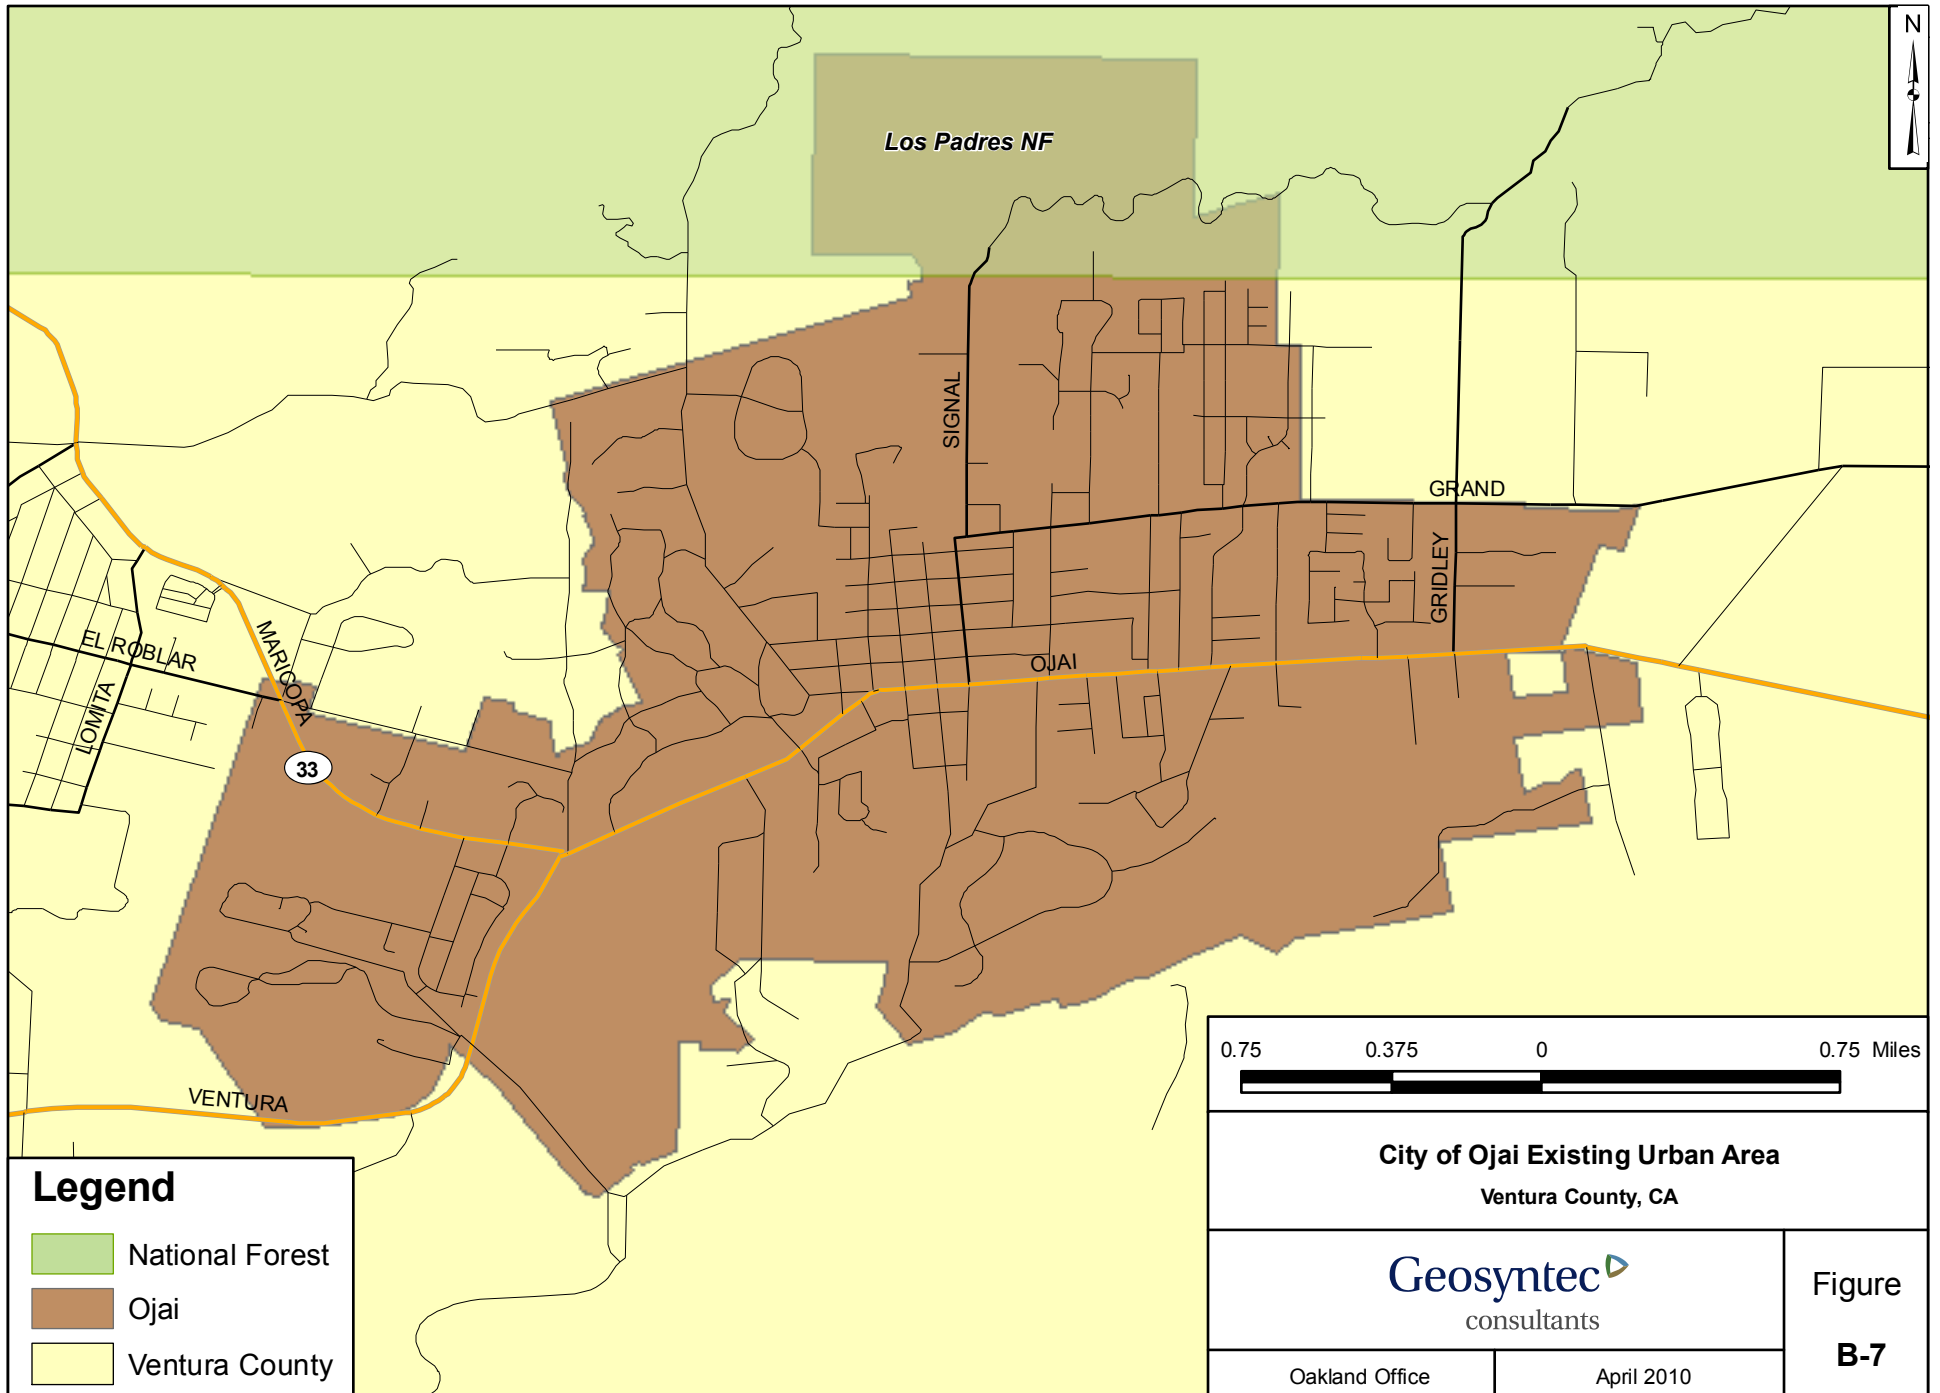 N
Los Padres NF
SIGNAL
GRAND
GRIDLEY
OJAI
EL ROBLAR
MARICOPA
LOMITA
33
VENTURA
0.75 0.375 0 0.75 Miles
City of Ojai Existing Urban Area
Ventura County, CA
Geosyntec
consultants
Oakland Office
April 2010
Figure
B-7
Legend
National Forest
Ojai
Ventura County